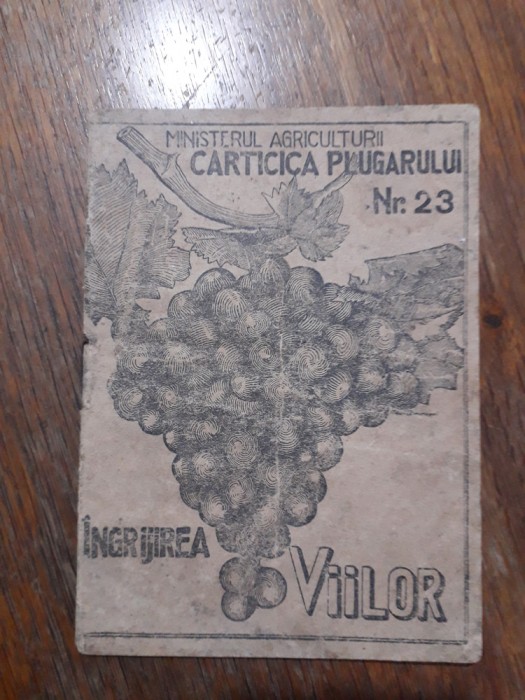 MINISTERUL AGRICULTURII
CARTICICA PLUGARULUI
Nr. 23
ÎNGRIJIREA
ViiLOR